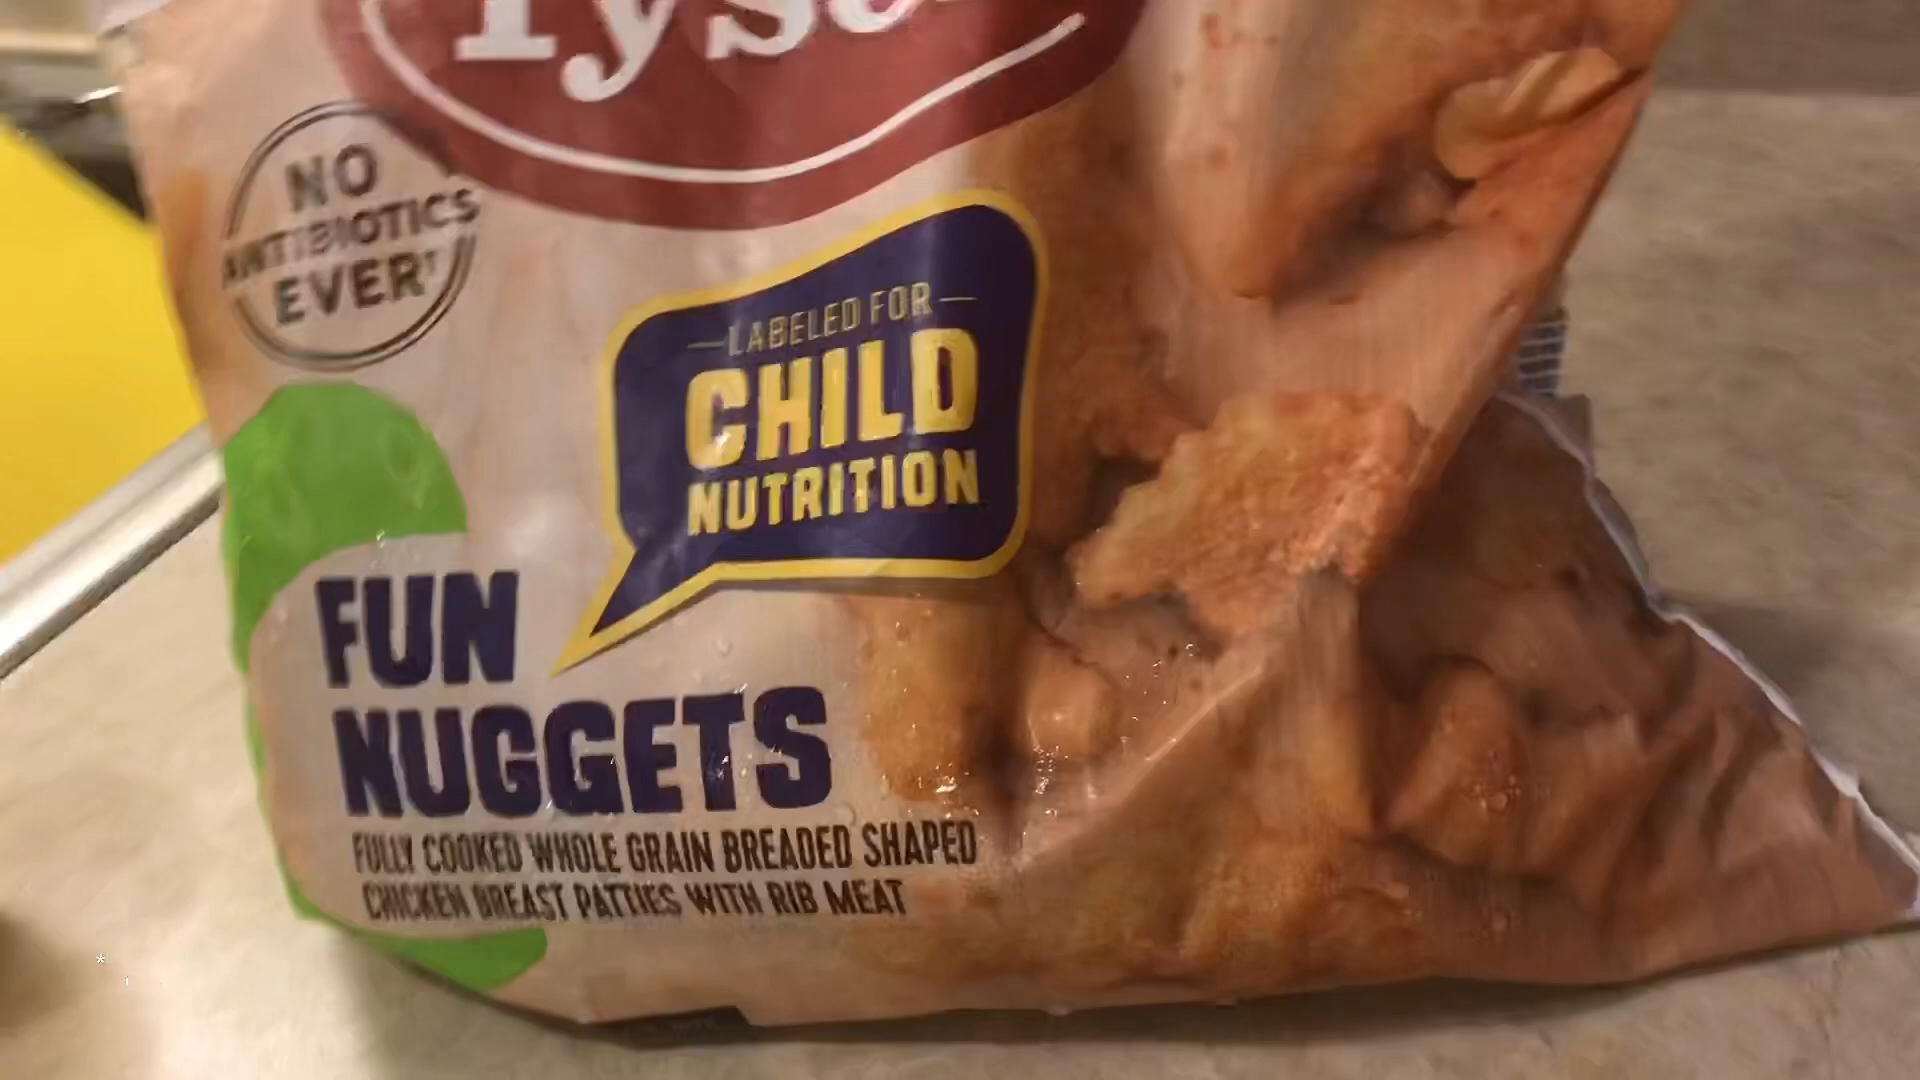 Tyson
NO
ANTIBIOTICS
EVER†
LABELED FOR
CHILD
NUTRITION
FUN
NUGGETS
FULLY COOKED WHOLE GRAIN BREADED SHAPED
CHICKEN BREAST PATTIES WITH RIB MEAT